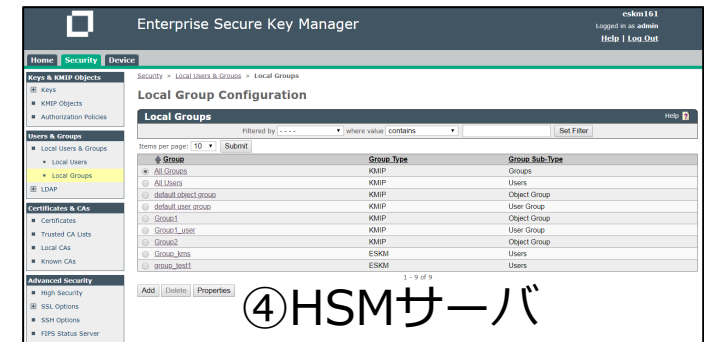 Enterprise Secure Key Manager
eskm161
Logged in as admin
Help | Log Out
Home Security Device
Security » Local Users & Groups » Local Groups
Local Group Configuration
Keys & KMIP Objects
Keys
KMIP Objects
Authorization Policies
Users & Groups
Local Users & Groups
Local Users
Local Groups
LDAP
Certificates & CAs
Certificates
Trusted CA Lists
Local CAs
Known CAs
Advanced Security
High Security
SSL Options
SSH Options
FIPS Status Server
Local Groups Help ?
Filtered by ---- where value contains Set Filter
Items per page: 10 Submit
Group Group Type Group Sub-Type
All Groups KMIP Groups
All Users KMIP Users
default object group KMIP Object Group
default user group KMIP User Group
Group1 KMIP Object Group
Group1_user KMIP User Group
Group2 KMIP Object Group
Group_kms ESKM Users
group_test1 ESKM Users
1 - 9 of 9
Add Delete Properties
④HSMサーバ